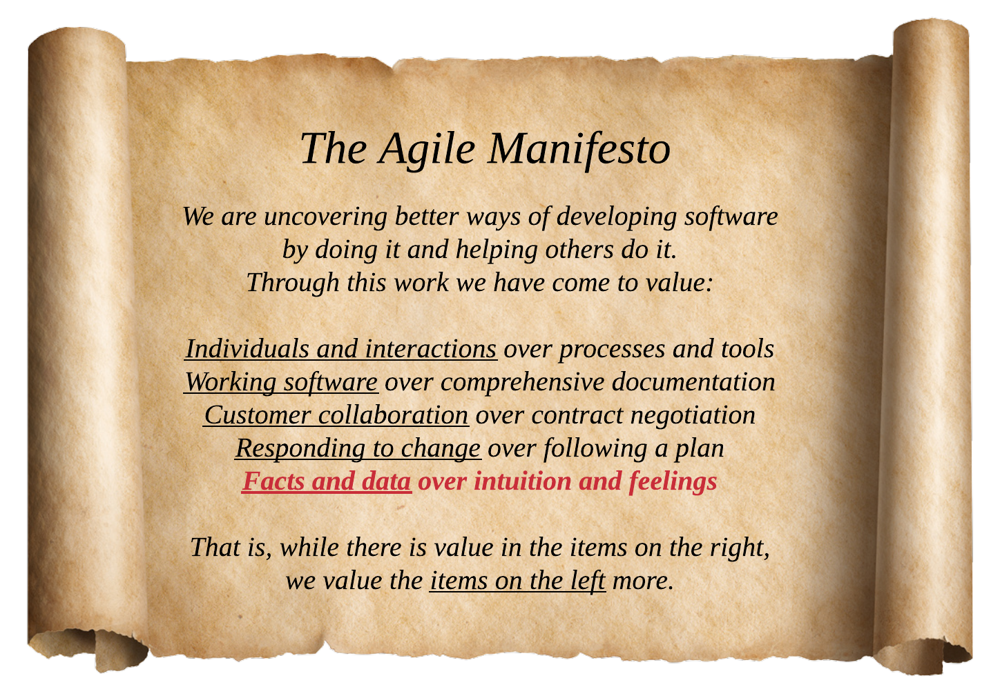 The Agile Manifesto
We are uncovering better ways of developing software
by doing it and helping others do it.
Through this work we have come to value:
Individuals and interactions over processes and tools
Working software over comprehensive documentation
Customer collaboration over contract negotiation
Responding to change over following a plan
Facts and data over intuition and feelings
That is, while there is value in the items on the right,
we value the items on the left more.